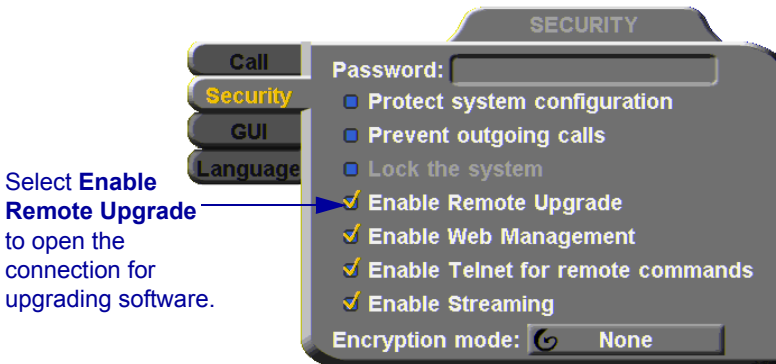 SECURITY
Call
Security
GUI
Language
Password:
Protect system configuration
Prevent outgoing calls
Lock the system
Enable Remote Upgrade
Enable Web Management
Enable Telnet for remote commands
Enable Streaming
Encryption mode: None
Select Enable
Remote Upgrade
to open the
connection for
upgrading software.